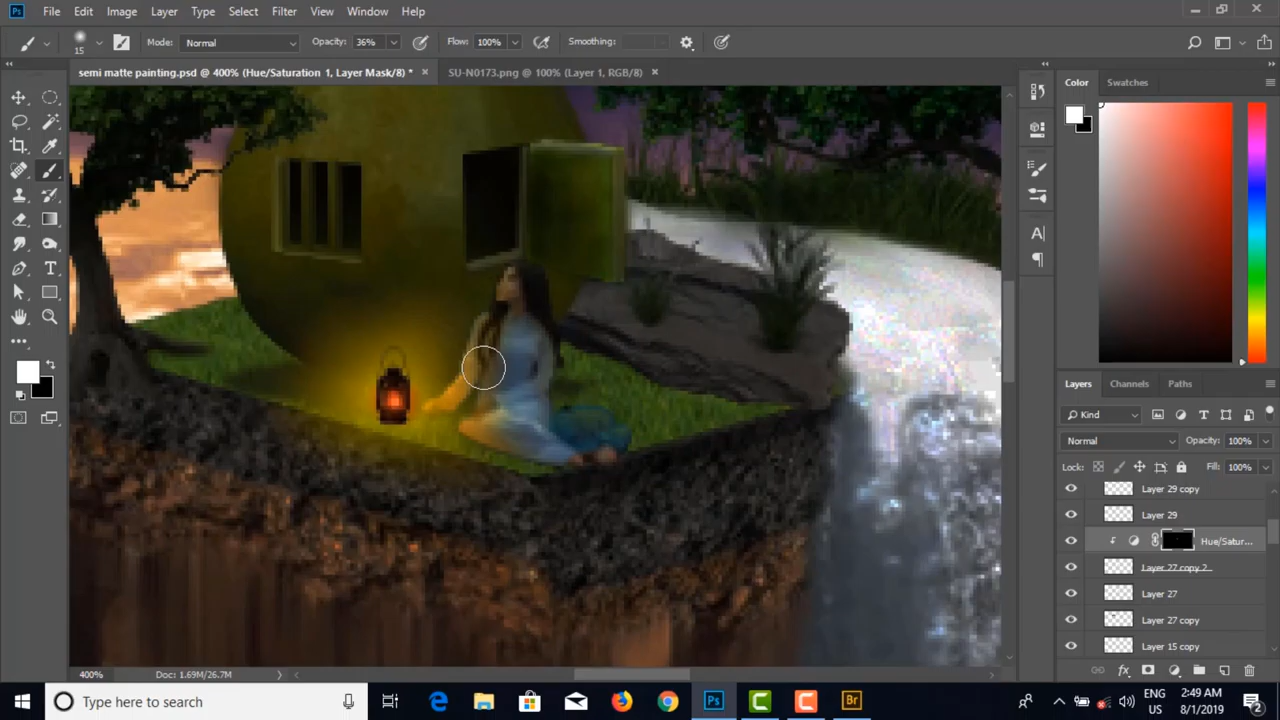 Ps File Edit Image Layer Type Select Filter View Window Help
15 Mode: Normal Opacity: 36% Flow: 100% Smoothing:
semi matte painting.psd @ 400% (Hue/Saturation 1, Layer Mask/8) * × SU-N0173.png @ 100% (Layer 1, RGB/8) ×
Color Swatches
Layers Channels Paths
Kind
Normal Opacity: 100%
Lock: Fill: 100%
Layer 29 copy
Layer 29
Hue/Satur...
Layer 27 copy 2
Layer 27
Layer 27 copy
Layer 15 copy
400% Doc: 1.69M/26.7M
Type here to search
Ps Br
ENG
US
2:49 AM
8/1/2019
2